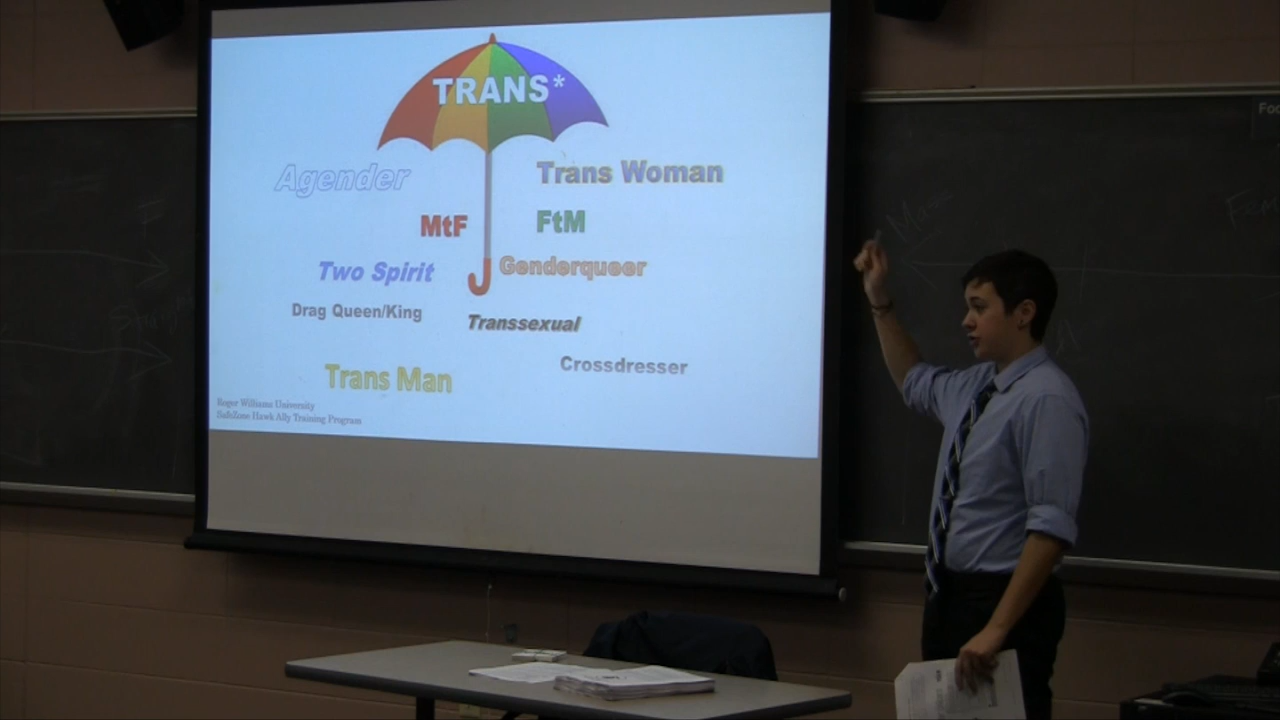 TRANS*
Agender
Trans Woman
MtF
FtM
Two Spirit
Genderqueer
Drag Queen/King
Transsexual
Crossdresser
Trans Man
Roger Williams University
SafeZone Hawk Ally Training Program